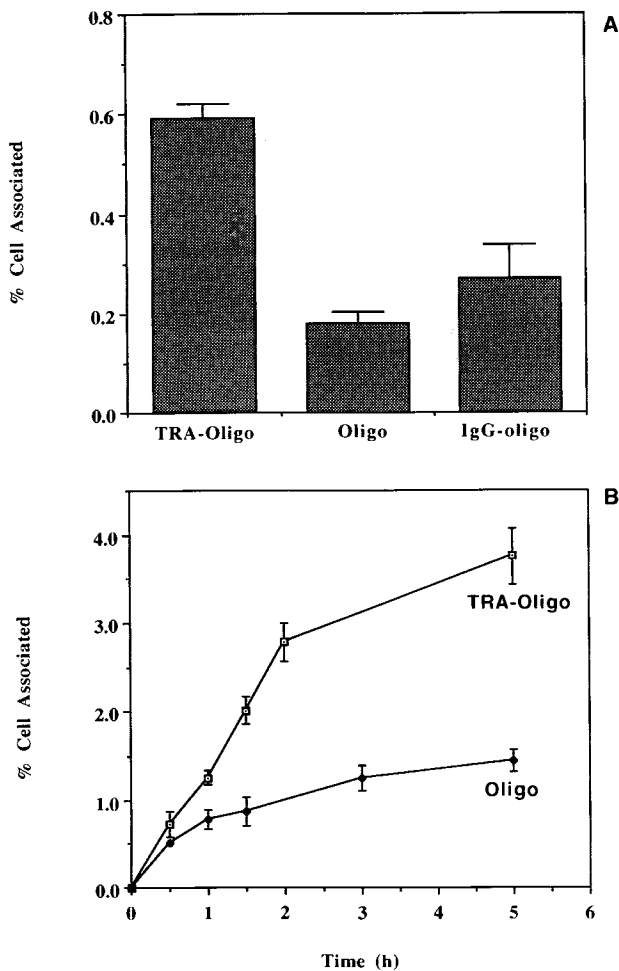 A
% Cell Associated
0.8
0.6
0.4
0.2
0.0
TRA-Oligo Oligo IgG-oligo
B
% Cell Associated
4.0
3.0
2.0
1.0
0.0
TRA-Oligo
Oligo
0 1 2 3 4 5 6
Time (h)